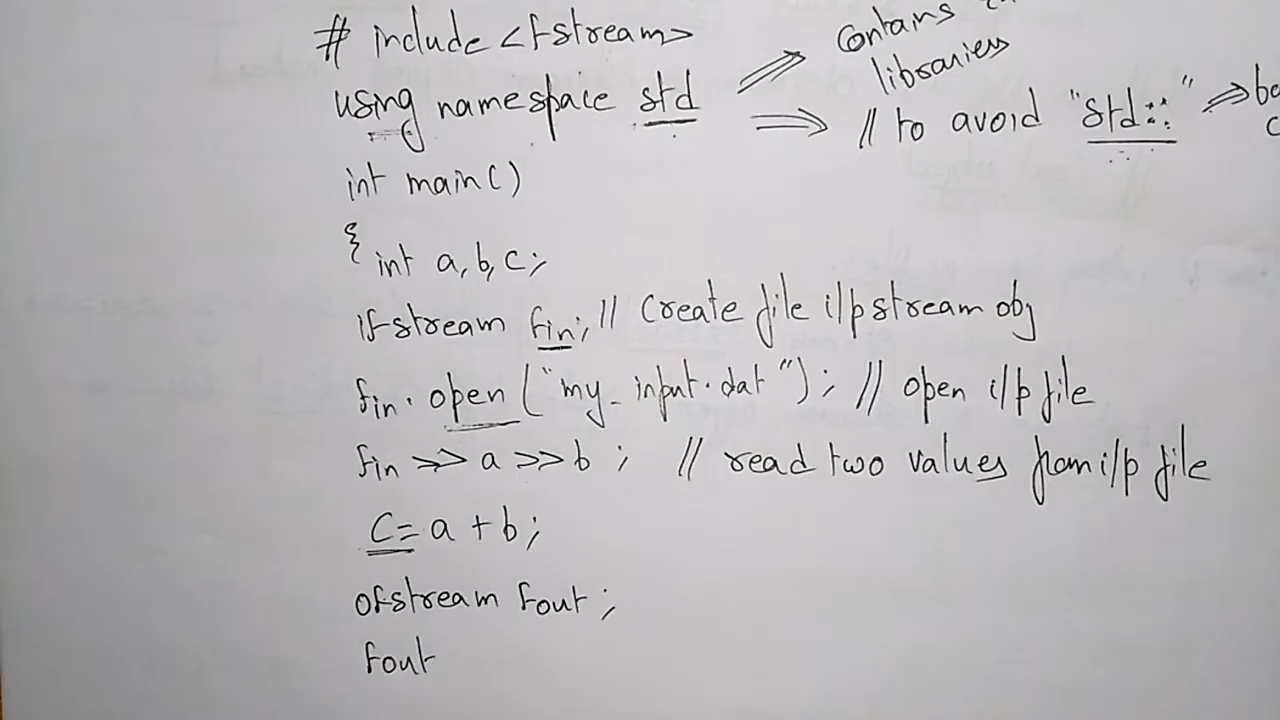 # include <fstream>
contains
libraries
using namespace std
// to avoid "std::" ⇒
int main()
{ int a, b, c;
ifstream fin; // Create file i/p stream obj
fin. open ("my_input.dat"); // open i/p file
fin >> a >> b ; // read two values from i/p file
C = a + b;
ofstream fout ;
fout